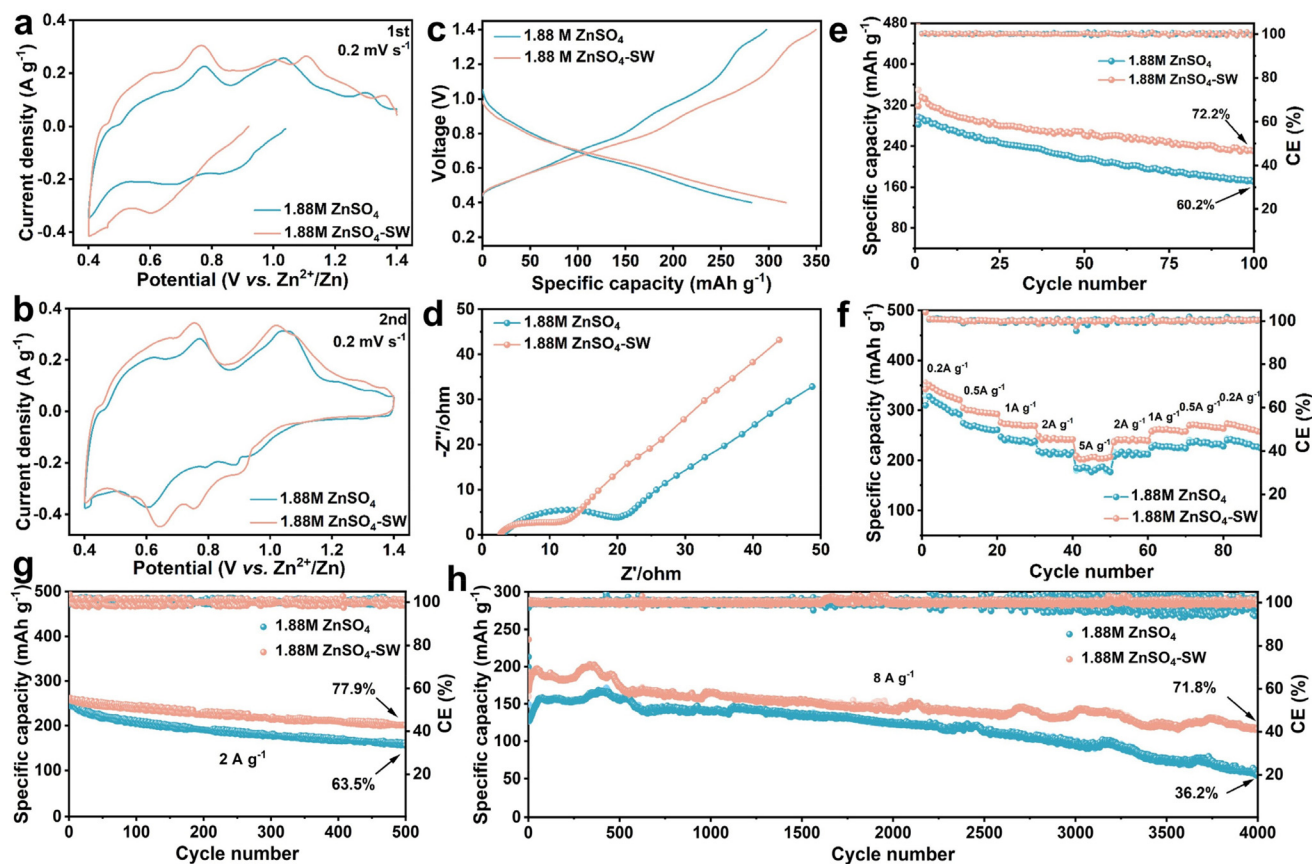 a
1st
0.2 mV s⁻¹
0.4
0.2
0.0
-0.2
-0.4
Current density (A g⁻¹)
1.88M ZnSO₄
1.88M ZnSO₄-SW
0.4 0.6 0.8 1.0 1.2 1.4
Potential (V vs. Zn²⁺/Zn)
c
1.88 M ZnSO₄
1.88 M ZnSO₄-SW
1.4
1.2
1.0
0.8
0.6
0.4
0.2
Voltage (V)
0 50 100 150 200 250 300 350
Specific capacity (mAh g⁻¹)
e
480
400
320
240
160
80
Specific capacity (mAh g⁻¹)
1.88M ZnSO₄
1.88M ZnSO₄-SW
72.2%
60.2%
100
80
60
40
20
CE (%)
0 25 50 75 100
Cycle number
b
2nd
0.2 mV s⁻¹
0.4
0.2
0.0
-0.2
-0.4
Current density (A g⁻¹)
1.88M ZnSO₄
1.88M ZnSO₄-SW
0.4 0.6 0.8 1.0 1.2 1.4
Potential (V vs. Zn²⁺/Zn)
d
1.88M ZnSO₄
1.88M ZnSO₄-SW
-50
-40
-30
-20
-10
0
-Z''/ohm
0 10 20 30 40 50
Z'/ohm
f
500
400
300
200
100
Specific capacity (mAh g⁻¹)
0.2A g⁻¹
0.5A g⁻¹
1A g⁻¹
2A g⁻¹
5A g⁻¹
2A g⁻¹
1A g⁻¹
0.5A g⁻¹
0.2A g⁻¹
1.88M ZnSO₄
1.88M ZnSO₄-SW
100
80
60
40
20
CE (%)
0 20 40 60 80
Cycle number
g
500
400
300
200
100
0
Specific capacity (mAh g⁻¹)
1.88M ZnSO₄
1.88M ZnSO₄-SW
77.9%
2 A g⁻¹
63.5%
100
80
60
40
20
CE (%)
0 100 200 300 400 500
Cycle number
h
300
250
200
150
100
50
0
Specific capacity (mAh g⁻¹)
1.88M ZnSO₄
1.88M ZnSO₄-SW
8 A g⁻¹
71.8%
36.2%
100
80
60
40
20
CE (%)
0 500 1000 1500 2000 2500 3000 3500 4000
Cycle number